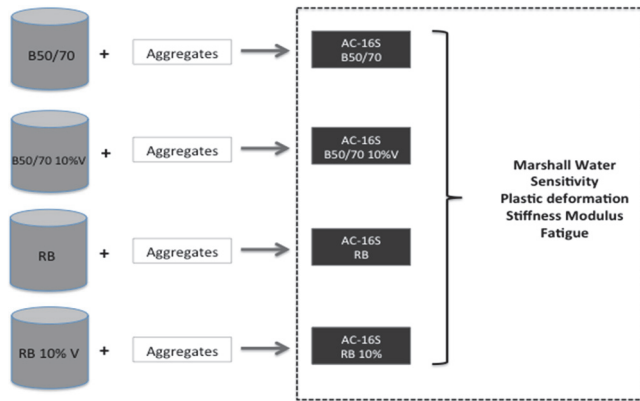 B50/70
+
Aggregates
AC-16S
B50/70
B50/70 10%V
+
Aggregates
AC-16S
B50/70 10%V
RB
+
Aggregates
AC-16S
RB
RB 10% V
+
Aggregates
AC-16S
RB 10%
Marshall Water
Sensitivity
Plastic deformation
Stiffness Modulus
Fatigue